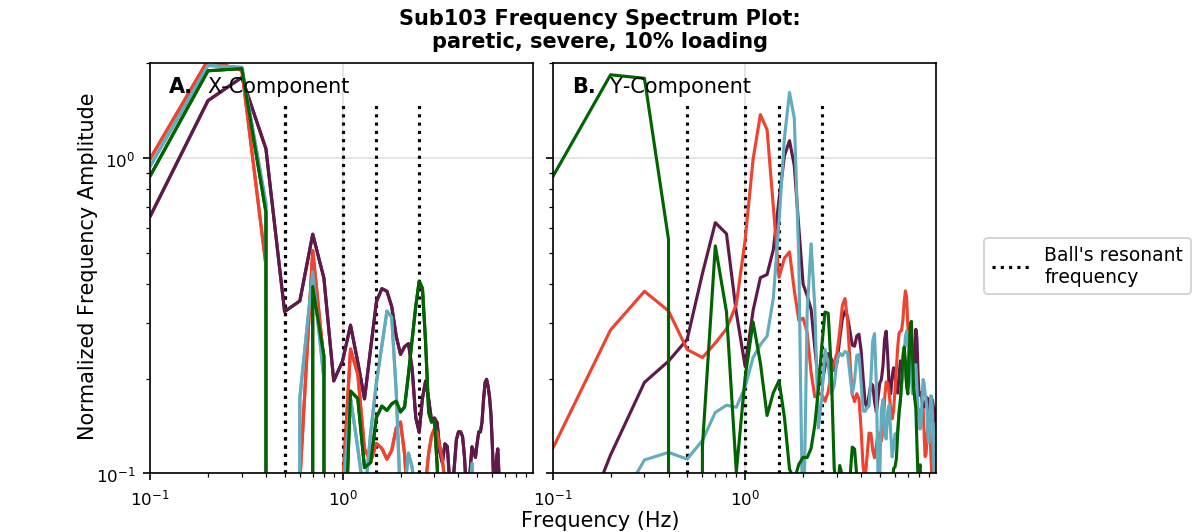 Sub103 Frequency Spectrum Plot:
paretic, severe, 10% loading
A. X-Component
B. Y-Component
Normalized Frequency Amplitude
10⁰
10⁻¹
10⁻¹ 10⁰
10⁻¹ 10⁰
Frequency (Hz)
Ball's resonant
frequency